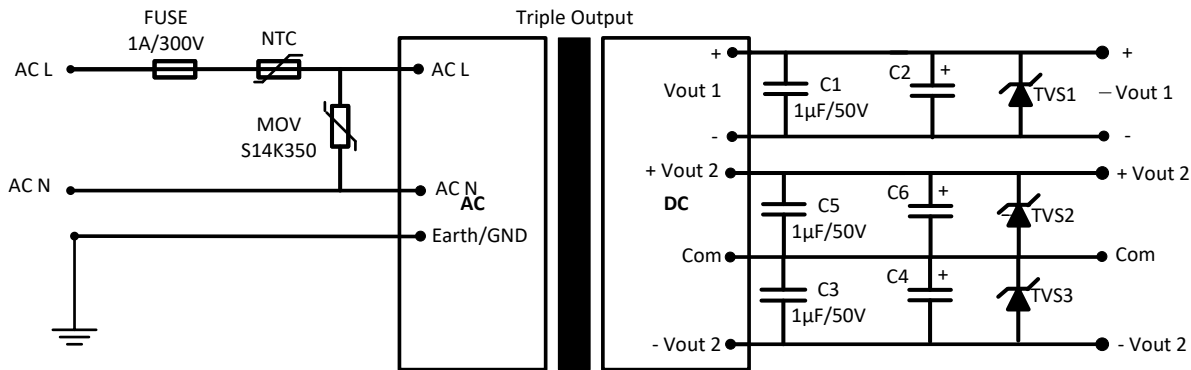 Triple Output
FUSE
1A/300V
NTC
AC L
AC L
MOV
S14K350
AC N
AC N
AC
Earth/GND
DC
+
Vout 1
-
+ Vout 2
Com
- Vout 2
C1
1µF/50V
C2
+
TVS1
+
Vout 1
-
C5
1µF/50V
C6
+
TVS2
+ Vout 2
Com
C3
1µF/50V
C4
+
TVS3
- Vout 2